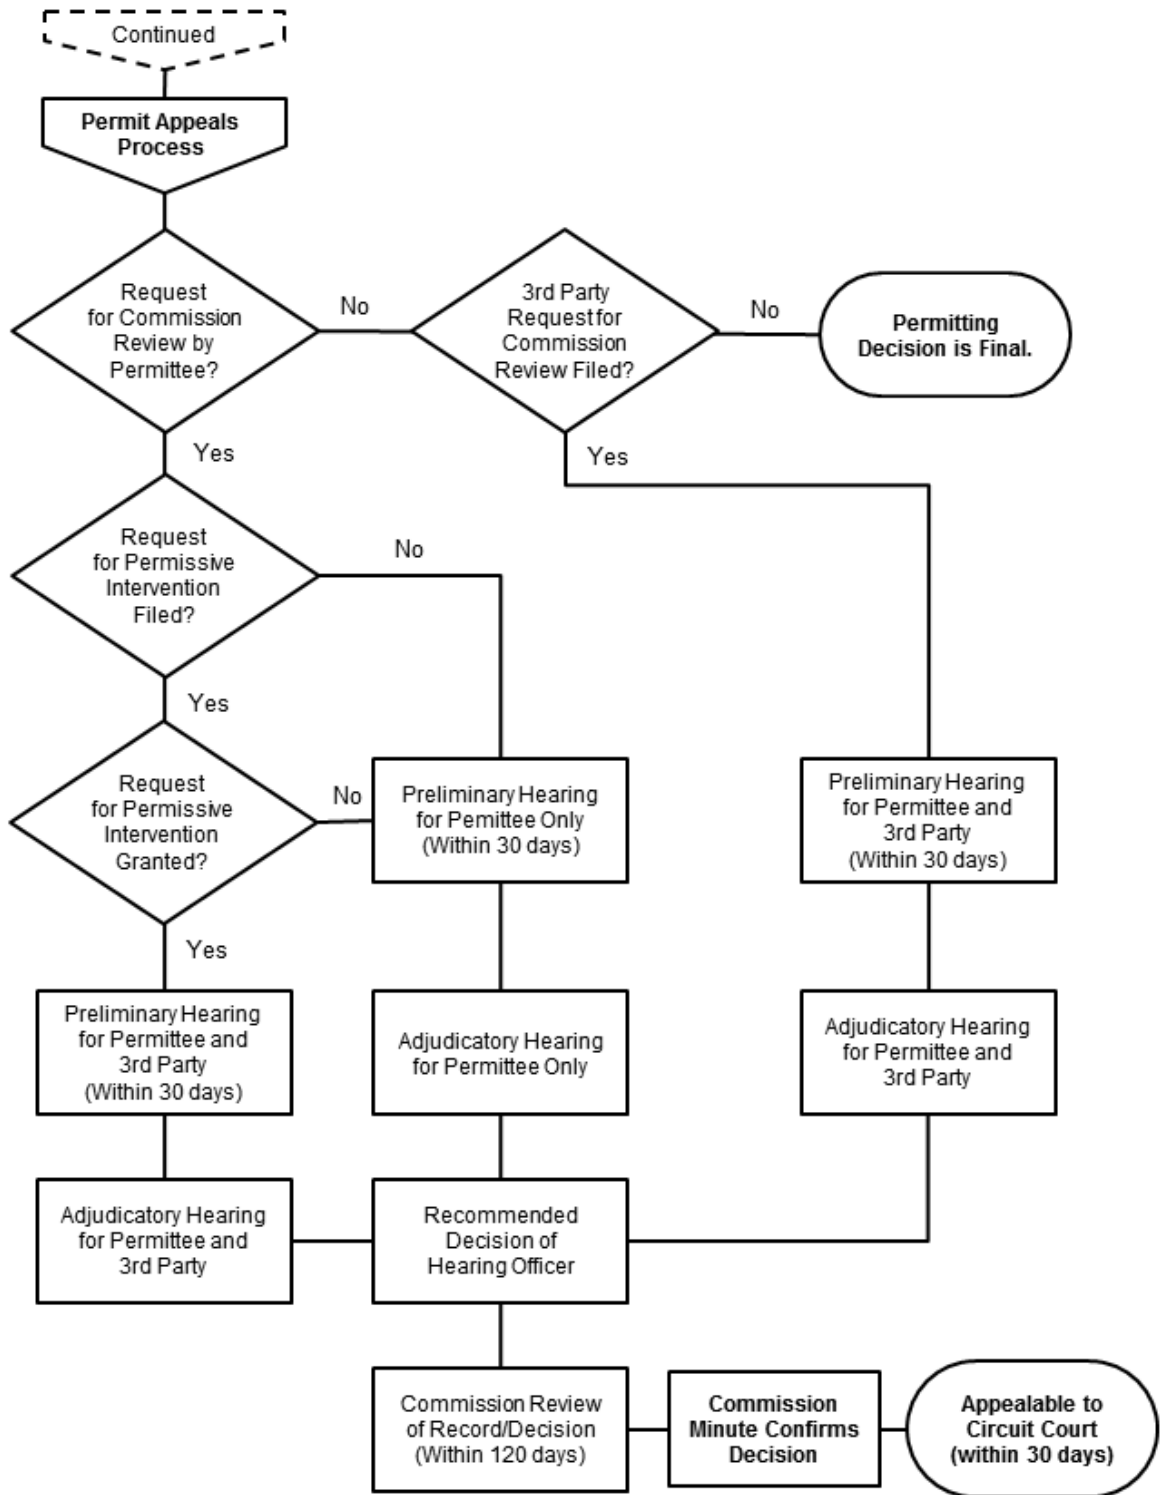 Continued
Permit Appeals
Process
Request
for Commission
Review by
Permittee?
No
3rd Party
Request for
Commission
Review Filed?
No
Permitting
Decision is Final.
Yes
Yes
Request
for Permissive
Intervention
Filed?
No
Yes
Request
for Permissive
Intervention
Granted?
No
Preliminary Hearing
for Pemittee Only
(Within 30 days)
Preliminary Hearing
for Permittee and
3rd Party
(Within 30 days)
Yes
Preliminary Hearing
for Permittee and
3rd Party
(Within 30 days)
Adjudicatory Hearing
for Permittee Only
Adjudicatory Hearing
for Permittee and
3rd Party
Adjudicatory Hearing
for Permittee and
3rd Party
Recommended
Decision of
Hearing Officer
Commission Review
of Record/Decision
(Within 120 days)
Commission
Minute Confirms
Decision
Appealable to
Circuit Court
(within 30 days)